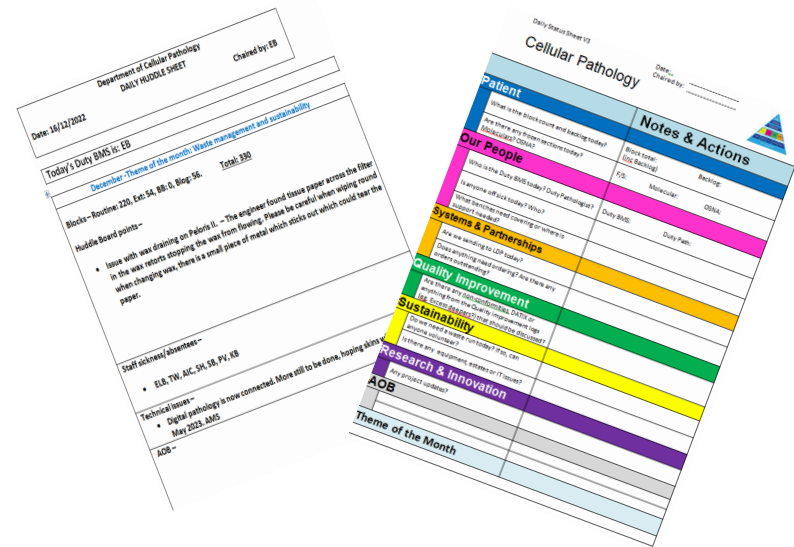 Department of Cellular Pathology
DAILY HUDDLE SHEET
Date: 16/12/2022
Chaired by: EB
Today's Duty BMS is: EB
December -Theme of the month: Waste management and sustainability
Blocks – Routine: 220, Ext: 54, BB: 0, Blog: 56.
Total: 330
Huddle Board points –
• Issue with wax draining on Peloris II. – The engineer found tissue paper across the filter
in the wax retorts stopping the wax from flowing. Please be careful when wiping round
when changing wax, there is a small piece of metal which sticks out which could tear the
paper.
Staff sickness/absentees –
• ELB, TW, AIC, SH, SB, PV, KB
Technical issues –
• Digital pathology is now connected. More still to be done, hoping skins
May 2023. AMS
AOB –
Daily Status Sheet V3
Cellular Pathology
Date:
Chaired by:
Notes & Actions
Patient
What is the block count and backlog today?
Are there any frozen sections today?
Moleculars? OSNA?
Block total:
(inc Backlog)
Backlog:
F/S:
Molecular:
OSNA:
Our People
Who is the Duty BMS today? Duty Pathologist?
Is anyone off sick today? Who?
What benches need covering or where is
support needed?
Duty BMS:
Duty Path:
Systems & Partnerships
Are we sending to LDP today?
Does anything need ordering? Are there any
orders outstanding?
Quality Improvement
Are there any non-conformities, DATIX or
anything from the Quality improvement logs
(eg: Excess deepers?) that should be discussed?
Sustainability
Do we need a waste run today? If so, can
anyone volunteer?
Is there any equipment, estates or IT issues?
Research & Innovation
Any project updates?
AOB
Theme of the Month